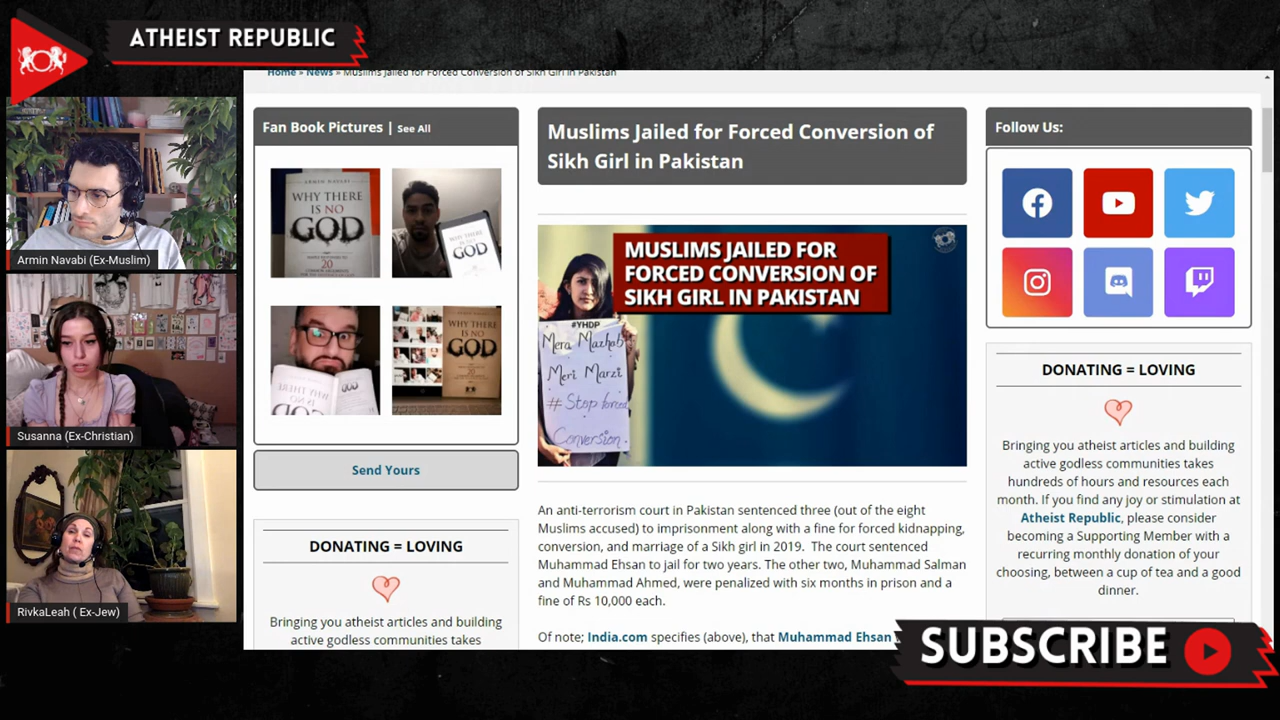 ATHEIST REPUBLIC
Armin Navabi (Ex-Muslim)
Susanna (Ex-Christian)
RivkaLeah ( Ex-Jew)
Home » News » Muslims Jailed for Forced Conversion of Sikh Girl in Pakistan
Fan Book Pictures | See All
ARMIN NAVABI
WHY THERE
IS NO
GOD
20
GOD
WHY THERE
IS NO
GOD
Send Yours
DONATING = LOVING
Bringing you atheist articles and building
active godless communities takes
Muslims Jailed for Forced Conversion of
Sikh Girl in Pakistan
MUSLIMS JAILED FOR
FORCED CONVERSION OF
SIKH GIRL IN PAKISTAN
#YHDP
Mera Mazhab
Meri Marzi
# Stop forced
Conversion
An anti-terrorism court in Pakistan sentenced three (out of the eight
Muslims accused) to imprisonment along with a fine for forced kidnapping,
conversion, and marriage of a Sikh girl in 2019. The court sentenced
Muhammad Ehsan to jail for two years. The other two, Muhammad Salman
and Muhammad Ahmed, were penalized with six months in prison and a
fine of Rs 10,000 each.
Of note; India.com specifies (above), that Muhammad Ehsan
Follow Us:
DONATING = LOVING
Bringing you atheist articles and building
active godless communities takes
hundreds of hours and resources each
month. If you find any joy or stimulation at
Atheist Republic, please consider
becoming a Supporting Member with a
recurring monthly donation of your
choosing, between a cup of tea and a good
dinner.
SUBSCRIBE